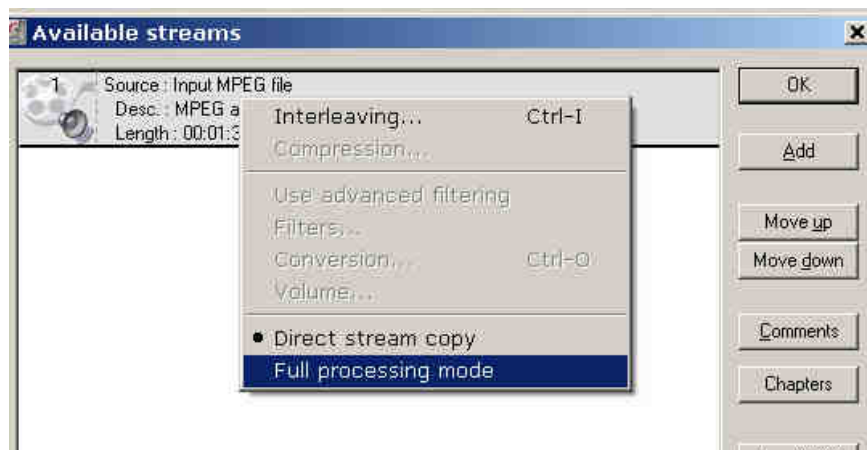 Available streams
1
Source : Input MPEG file
Desc. : MPEG a
Length : 00:01:3
Interleaving... Ctrl-I
Compression...
Use advanced filtering
Filters...
Conversion... Ctrl-O
Volume...
Direct stream copy
Full processing mode
OK
Add
Move up
Move down
Comments
Chapters